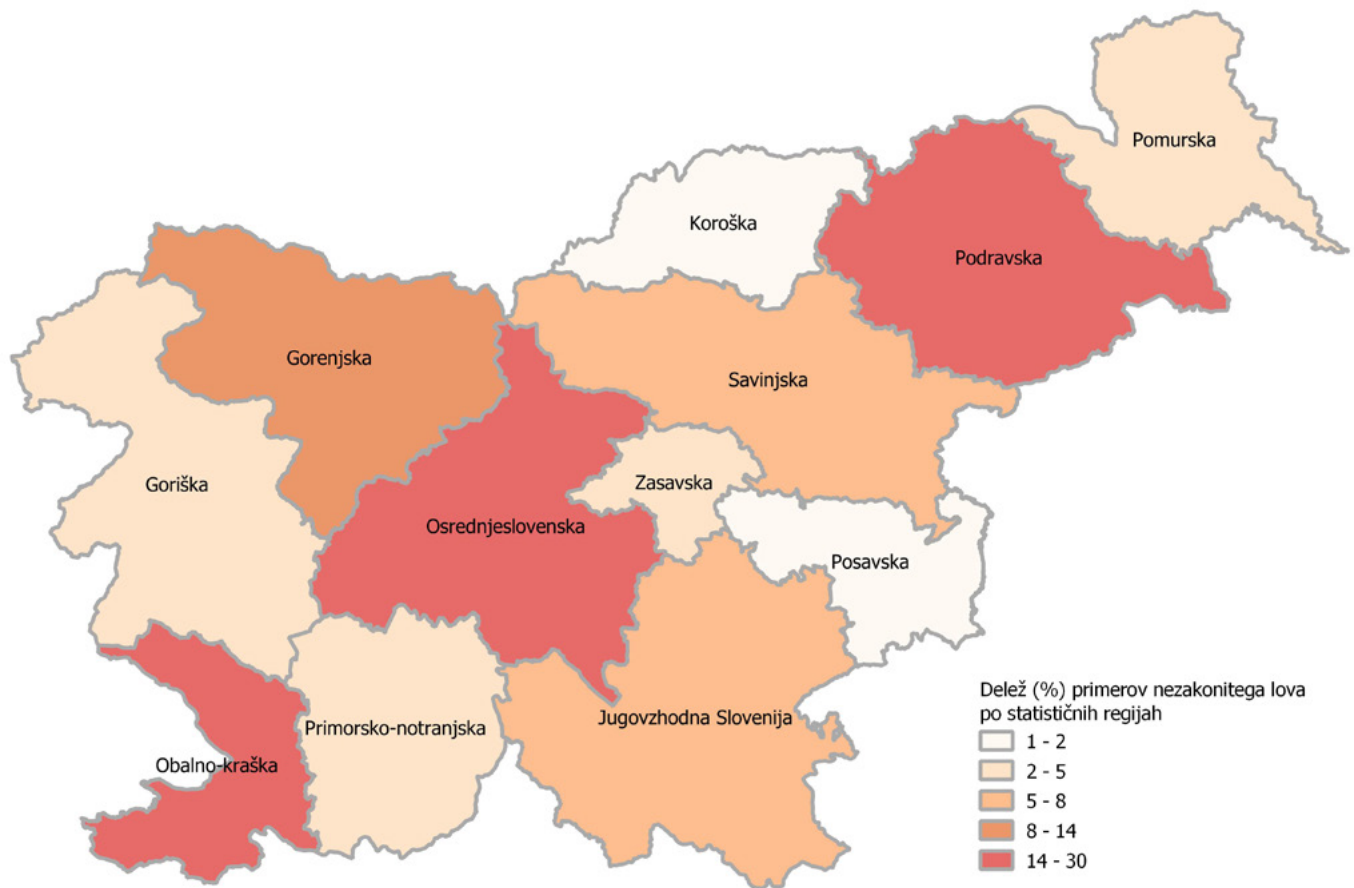 Pomurska
Koroška
Podravska
Gorenjska
Savinjska
Goriška
Zasavska
Osrednjeslovenska
Posavska
Jugovzhodna Slovenija
Primorsko-notranjska
Obalno-kraška
Delež (%) primerov nezakonitega lova
po statističnih regijah
1 - 2
2 - 5
5 - 8
8 - 14
14 - 30